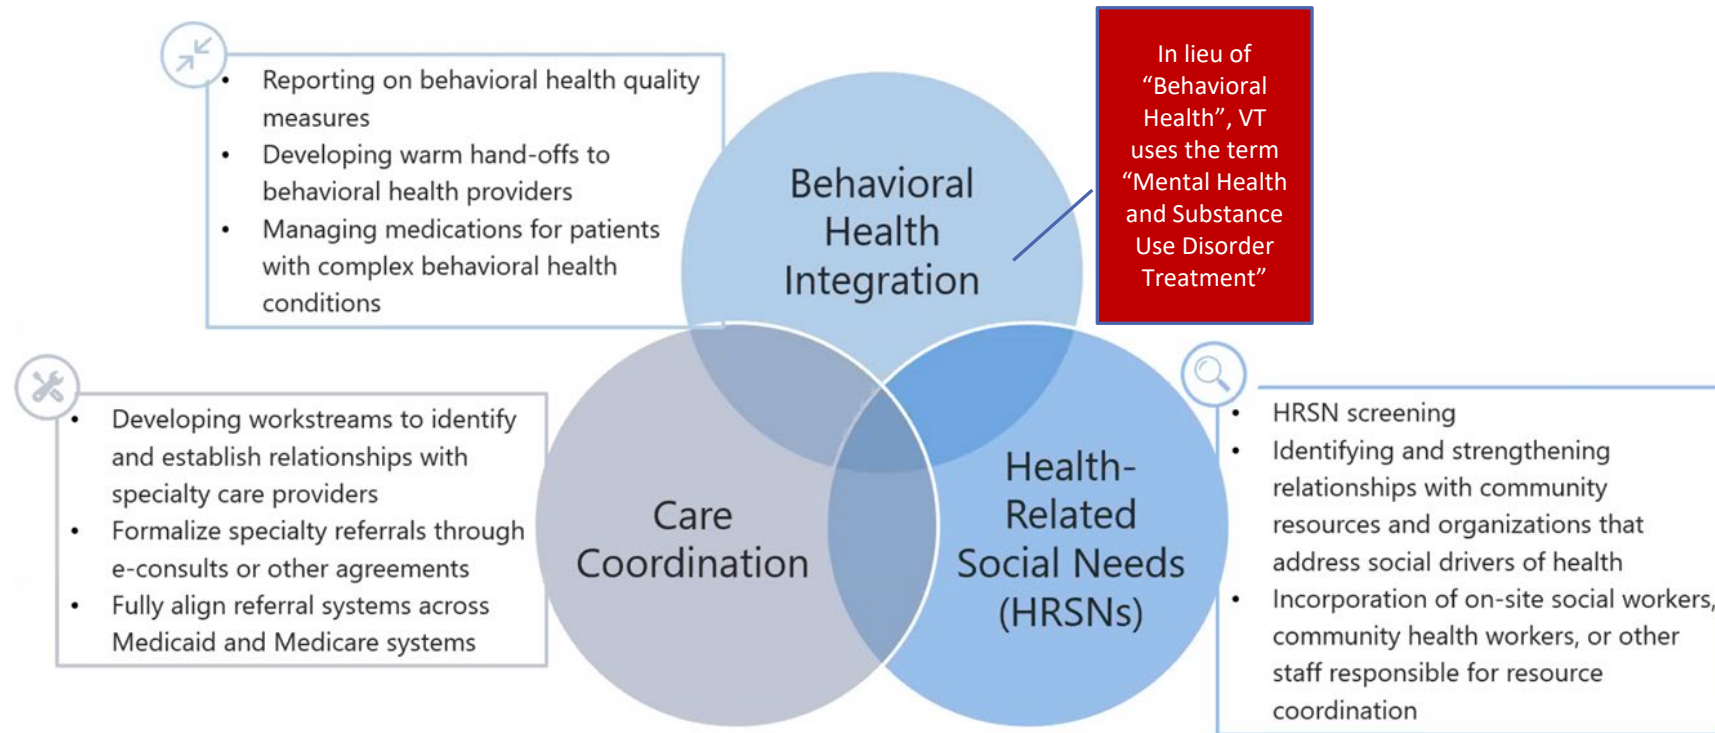 • Reporting on behavioral health quality
measures
• Developing warm hand-offs to
behavioral health providers
• Managing medications for patients
with complex behavioral health
conditions
Behavioral
Health
Integration
In lieu of
“Behavioral
Health”, VT
uses the term
“Mental Health
and Substance
Use Disorder
Treatment”
• Developing workstreams to identify
and establish relationships with
specialty care providers
• Formalize specialty referrals through
e-consults or other agreements
• Fully align referral systems across
Medicaid and Medicare systems
Care
Coordination
Health-
Related
Social Needs
(HRSNs)
• HRSN screening
• Identifying and strengthening
relationships with community
resources and organizations that
address social drivers of health
• Incorporation of on-site social workers,
community health workers, or other
staff responsible for resource
coordination